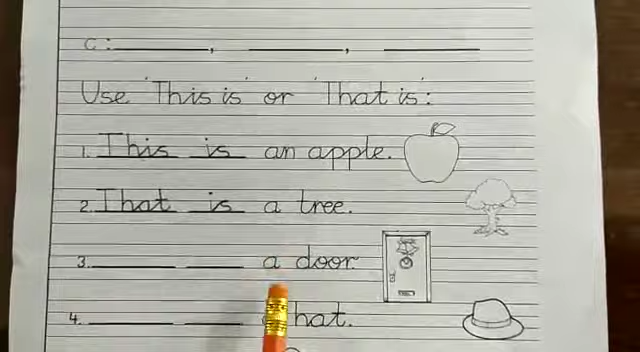 c: ______, ______, ______
Use 'This is' or 'That is':
1. This is an apple.
2. That is a tree.
3. ______ ______ a door.
4. ______ ______ a hat.